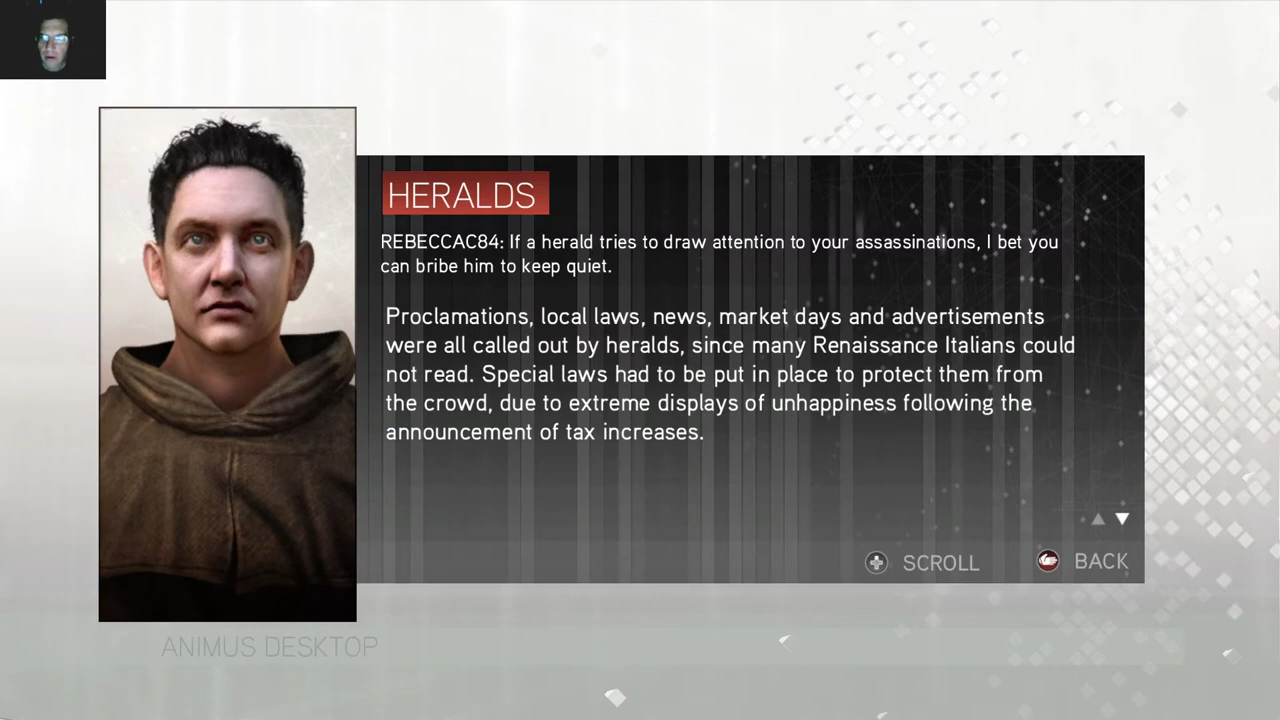 HERALDS
REBECCAC84: If a herald tries to draw attention to your assassinations, I bet you
can bribe him to keep quiet.
Proclamations, local laws, news, market days and advertisements
were all called out by heralds, since many Renaissance Italians could
not read. Special laws had to be put in place to protect them from
the crowd, due to extreme displays of unhappiness following the
announcement of tax increases.
SCROLL BACK
ANIMUS DESKTOP